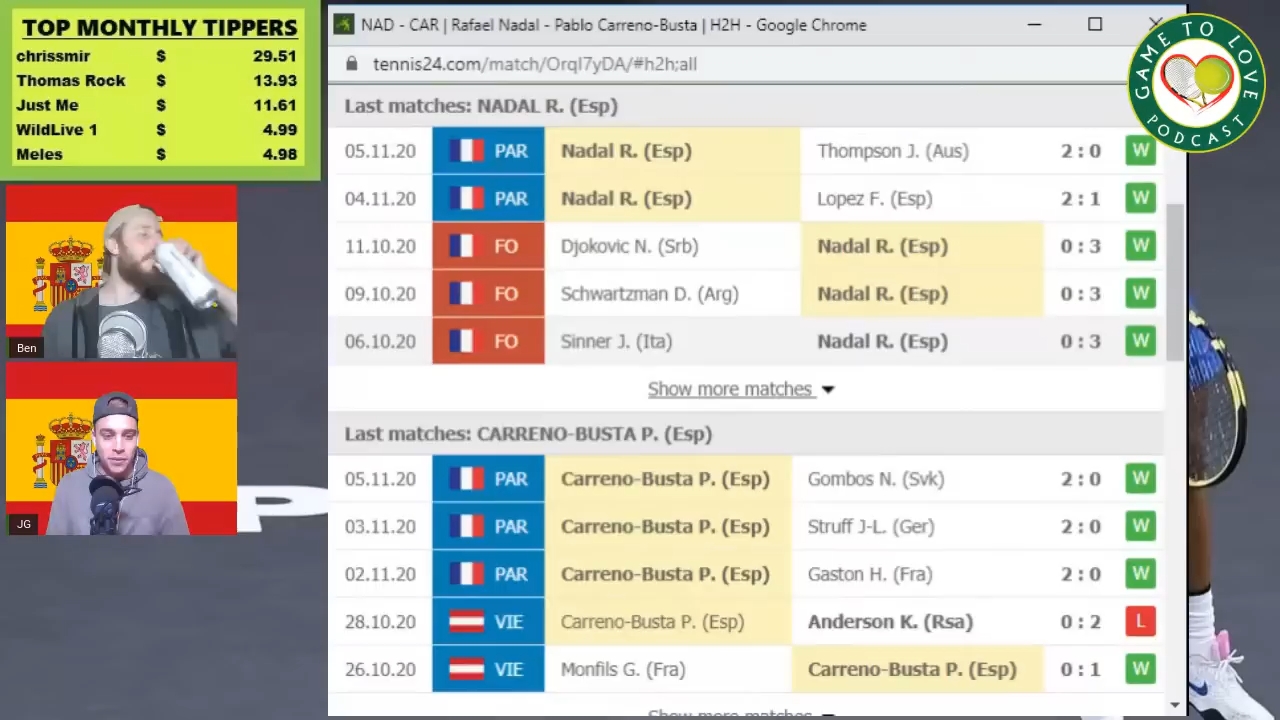 TOP MONTHLY TIPPERS
chrissmir $ 29.51
Thomas Rock $ 13.93
Just Me $ 11.61
WildLive 1 $ 4.99
Meles $ 4.98
Ben
JG
P
NAD - CAR | Rafael Nadal - Pablo Carreno-Busta | H2H - Google Chrome
tennis24.com/match/OrqI7yDA/#h2h;all
GAME TO LOVE
PODCAST
Last matches: NADAL R. (Esp)
05.11.20 PAR Nadal R. (Esp) Thompson J. (Aus) 2 : 0 W
04.11.20 PAR Nadal R. (Esp) Lopez F. (Esp) 2 : 1 W
11.10.20 FO Djokovic N. (Srb) Nadal R. (Esp) 0 : 3 W
09.10.20 FO Schwartzman D. (Arg) Nadal R. (Esp) 0 : 3 W
06.10.20 FO Sinner J. (Ita) Nadal R. (Esp) 0 : 3 W
Show more matches
Last matches: CARRENO-BUSTA P. (Esp)
05.11.20 PAR Carreno-Busta P. (Esp) Gombos N. (Svk) 2 : 0 W
03.11.20 PAR Carreno-Busta P. (Esp) Struff J-L. (Ger) 2 : 0 W
02.11.20 PAR Carreno-Busta P. (Esp) Gaston H. (Fra) 2 : 0 W
28.10.20 VIE Carreno-Busta P. (Esp) Anderson K. (Rsa) 0 : 2 L
26.10.20 VIE Monfils G. (Fra) Carreno-Busta P. (Esp) 0 : 1 W
Show more matches